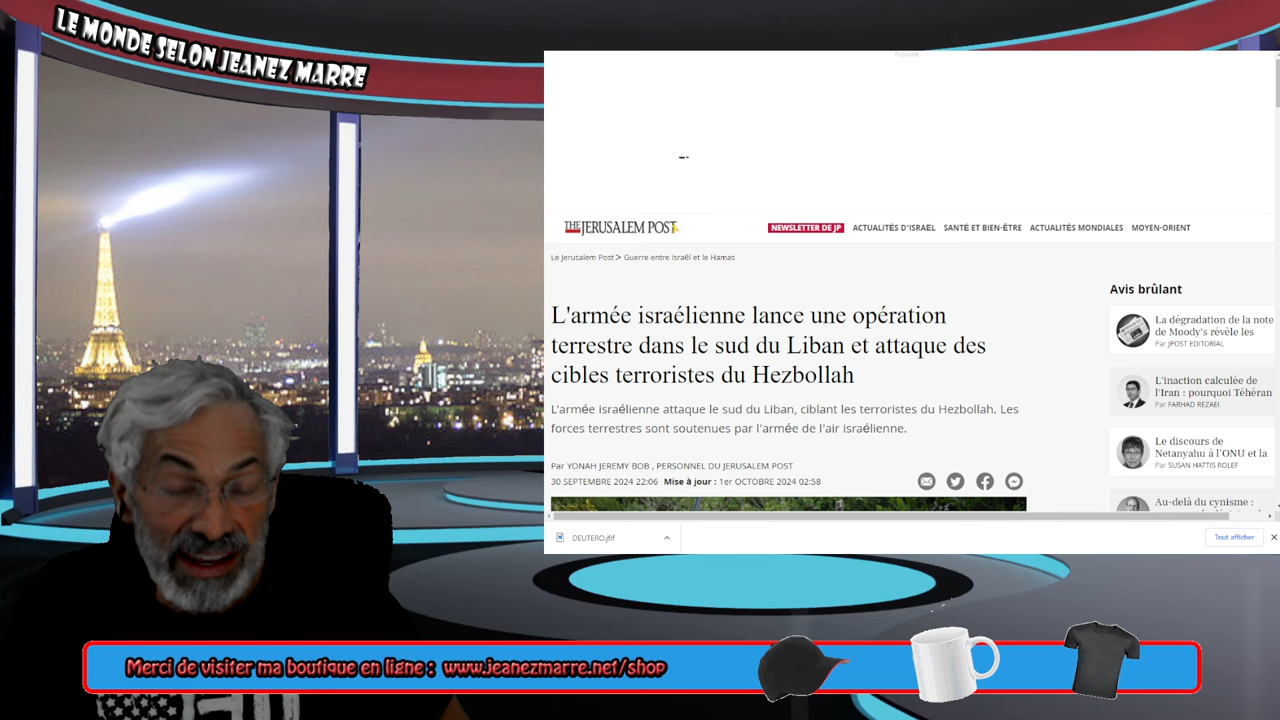 LE MONDE SELON JEANEZ MARRE
Publicité
THE JERUSALEM POST
NEWSLETTER DE JP ACTUALITÉS D'ISRAËL SANTÉ ET BIEN-ÊTRE ACTUALITÉS MONDIALES MOYEN-ORIENT
Le Jerusalem Post > Guerre entre Israël et le Hamas
L'armée israélienne lance une opération
terrestre dans le sud du Liban et attaque des
cibles terroristes du Hezbollah
L'armée israélienne attaque le sud du Liban, ciblant les terroristes du Hezbollah. Les
forces terrestres sont soutenues par l'armée de l'air israélienne.
Par YONAH JEREMY BOB , PERSONNEL DU JERUSALEM POST
30 SEPTEMBRE 2024 22:06 Mise à jour : 1er OCTOBRE 2024 02:58
Avis brûlant
La dégradation de la note
de Moody's révèle les
Par JPOST EDITORIAL
L'inaction calculée de
l'Iran : pourquoi Téhéran
Par FARHAD REZAEI
Le discours de
Netanyahu à l'ONU et la
Par SUSAN HATTIS ROLEF
Au-delà du cynisme :
DEUTERO.jfif
Tout afficher
Merci de visiter ma boutique en ligne : www.jeanezmarre.net/shop